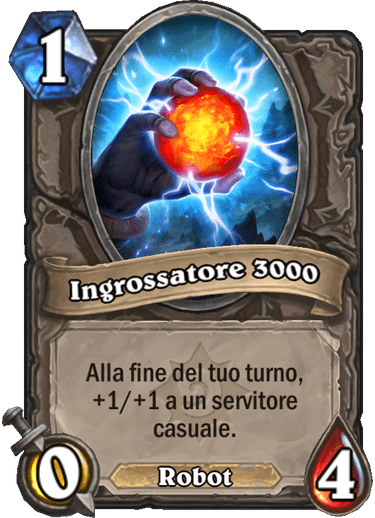 1
Ingrossatore 3000
Alla fine del tuo turno,
+1/+1 a un servitore
casuale.
0
Robot
4